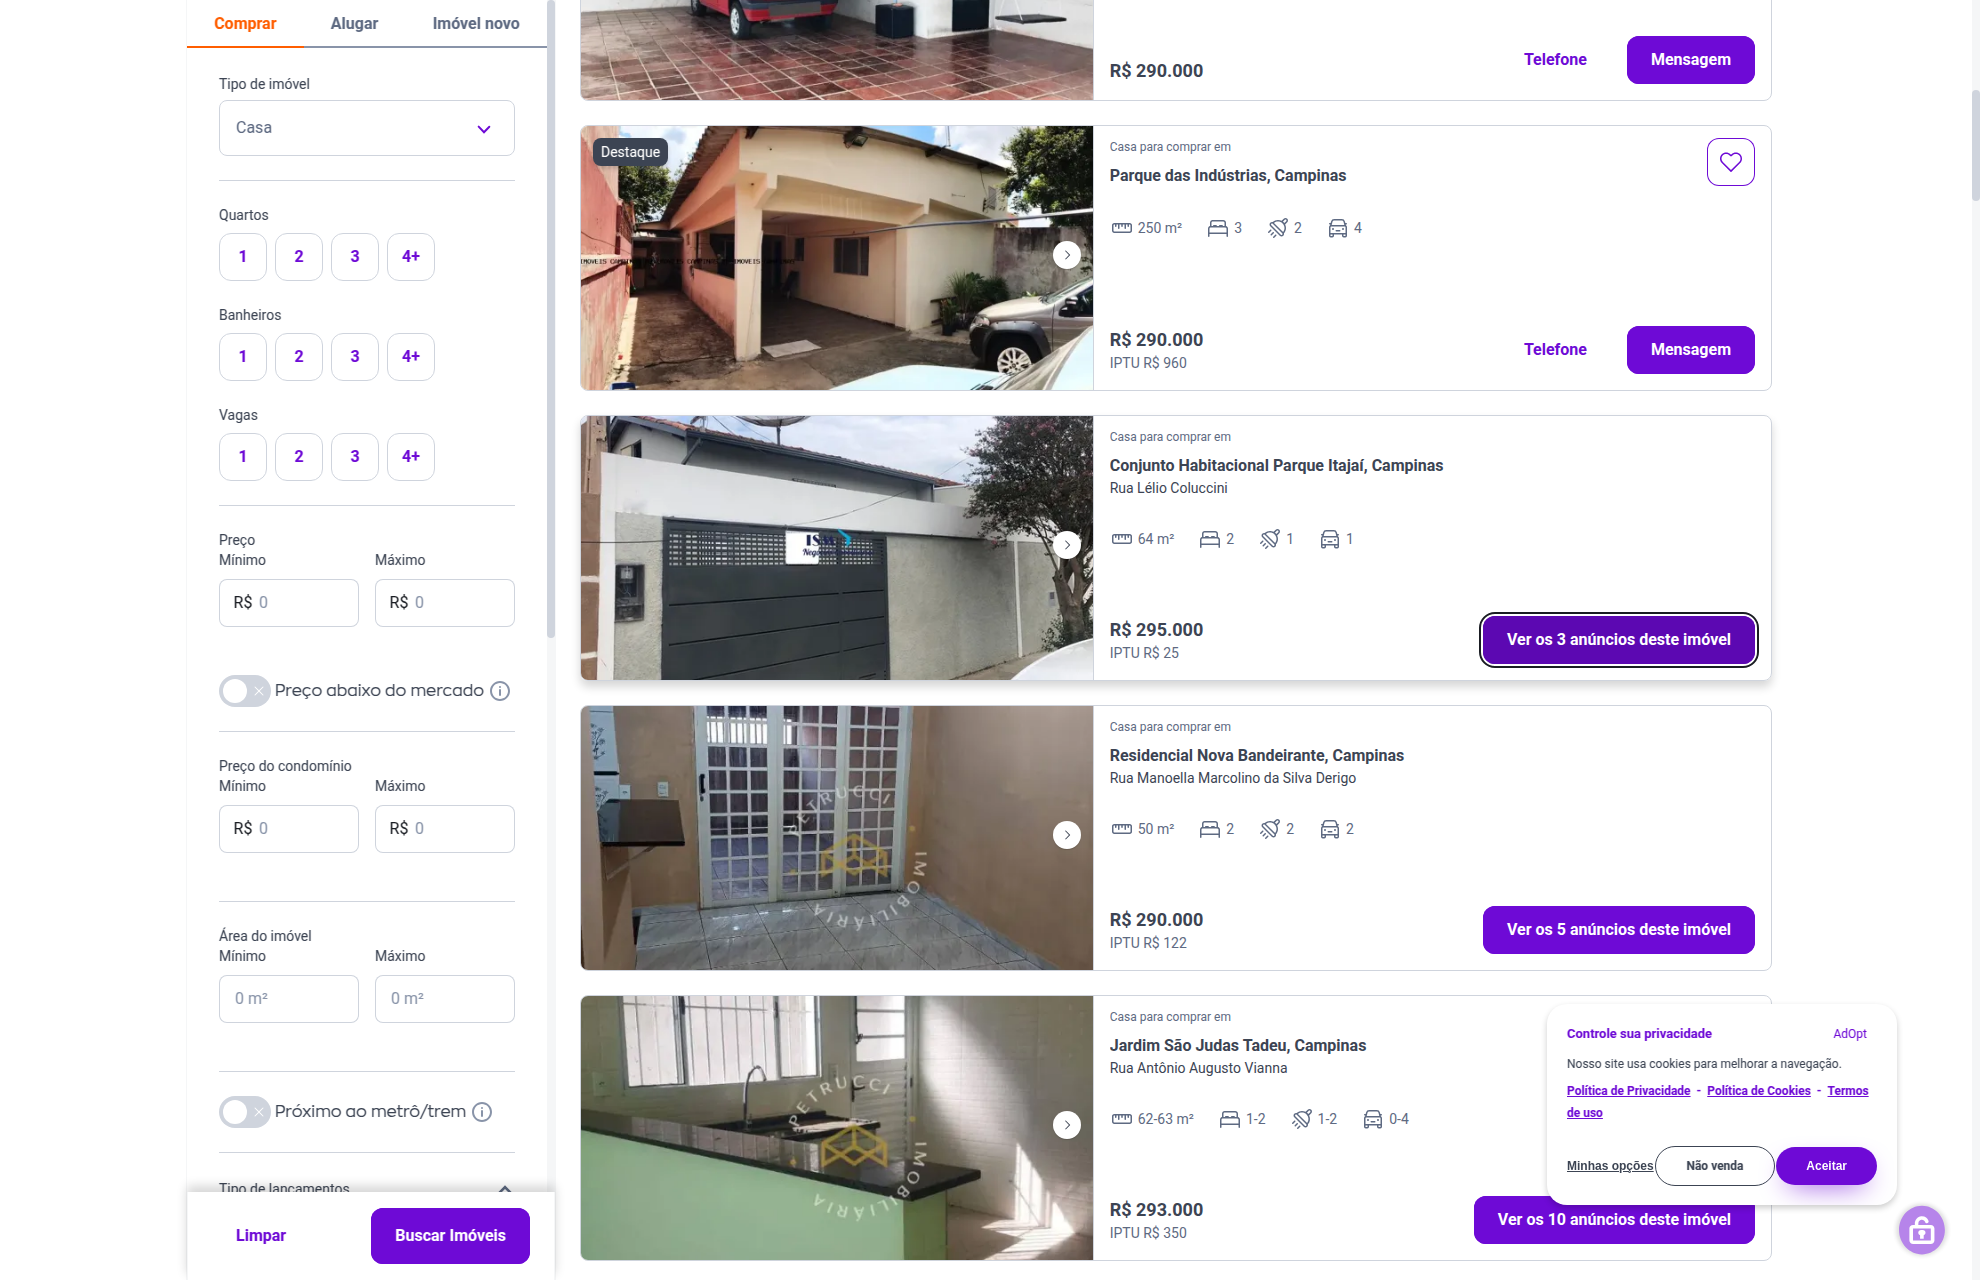 Comprar
Alugar
Imóvel novo
Tipo de imóvel
Casa
Quartos
1
2
3
4+
Banheiros
1
2
3
4+
Vagas
1
2
3
4+
Preço
Mínimo
Máximo
R$ 0
R$ 0
Preço abaixo do mercado
Preço do condomínio
Mínimo
Máximo
R$ 0
R$ 0
Área do imóvel
Mínimo
Máximo
0 m²
0 m²
Próximo ao metrô/trem
Tipo de lançamentos
Limpar
Buscar Imóveis
R$ 290.000
Telefone
Mensagem
Destaque
Casa para comprar em
Parque das Indústrias, Campinas
250 m²
3
2
4
R$ 290.000
IPTU R$ 960
Telefone
Mensagem
Casa para comprar em
Conjunto Habitacional Parque Itajaí, Campinas
Rua Lélio Coluccini
64 m²
2
1
1
R$ 295.000
IPTU R$ 25
Ver os 3 anúncios deste imóvel
PETRUCCI
IMOBILIÁRIA
Casa para comprar em
Residencial Nova Bandeirante, Campinas
Rua Manoella Marcolino da Silva Derigo
50 m²
2
2
2
R$ 290.000
IPTU R$ 122
Ver os 5 anúncios deste imóvel
PETRUCCI
IMOBILIÁRIA
Casa para comprar em
Jardim São Judas Tadeu, Campinas
Rua Antônio Augusto Vianna
62-63 m²
1-2
1-2
0-4
R$ 293.000
IPTU R$ 350
Ver os 10 anúncios deste imóvel
Controle sua privacidade
AdOpt
Nosso site usa cookies para melhorar a navegação.
Política de Privacidade - Política de Cookies - Termos
de uso
Minhas opções
Não venda
Aceitar